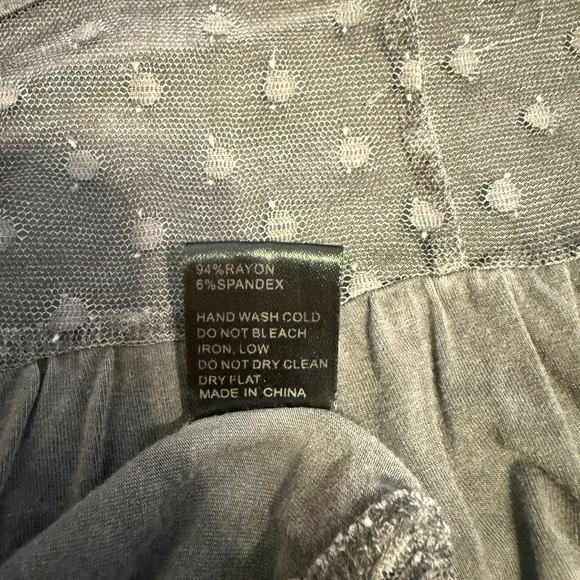 94%RAYON
6%SPANDEX
HAND WASH COLD
DO NOT BLEACH
IRON, LOW
DO NOT DRY CLEAN
DRY FLAT
MADE IN CHINA